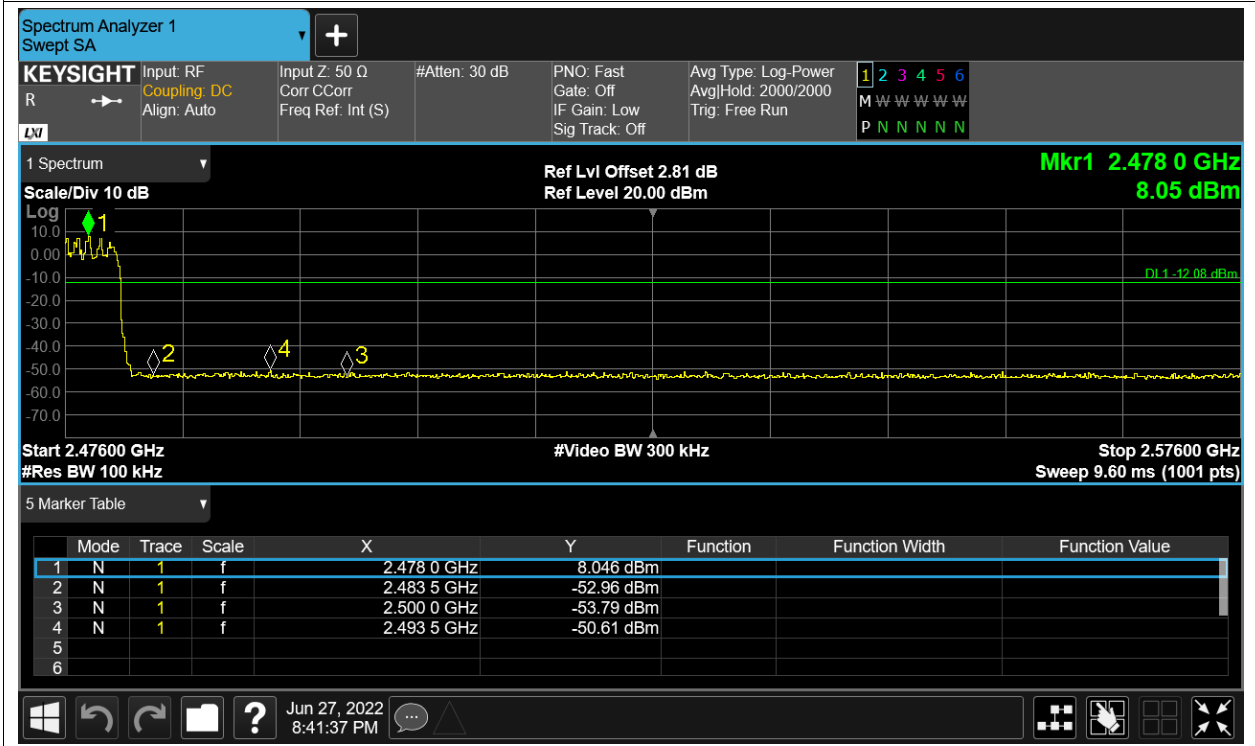 Spectrum Analyzer 1
Swept SA
+
KEYSIGHT
R
LXI
Input: RF
Coupling: DC
Align: Auto
Input Z: 50 Ω
Corr CCorr
Freq Ref: Int (S)
#Atten: 30 dB
PNO: Fast
Gate: Off
IF Gain: Low
Sig Track: Off
Avg Type: Log-Power
Avg|Hold: 2000/2000
Trig: Free Run
1 2 3 4 5 6
M W W W W W
P N N N N N
1 Spectrum
Scale/Div 10 dB
Ref Lvl Offset 2.81 dB
Ref Level 20.00 dBm
Mkr1 2.478 0 GHz
8.05 dBm
Log
10.0
0.00
-10.0
-20.0
-30.0
-40.0
-50.0
-60.0
-70.0
1
2
4
3
DL1 -12.08 dBm
Start 2.47600 GHz
#Res BW 100 kHz
#Video BW 300 kHz
Stop 2.57600 GHz
Sweep 9.60 ms (1001 pts)
5 Marker Table
Mode Trace Scale X Y Function Function Width Function Value
1 N 1 f 2.478 0 GHz 8.046 dBm
2 N 1 f 2.483 5 GHz -52.96 dBm
3 N 1 f 2.500 0 GHz -53.79 dBm
4 N 1 f 2.493 5 GHz -50.61 dBm
5
6
?
Jun 27, 2022
8:41:37 PM